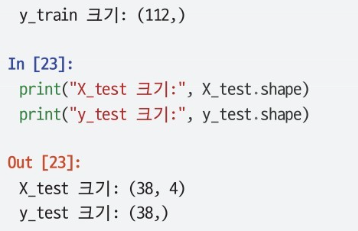 y_train 크기: (112,)
In [23]:
print("X_test 크기:", X_test.shape)
print("y_test 크기:", y_test.shape)
Out [23]:
X_test 크기: (38, 4)
y_test 크기: (38,)